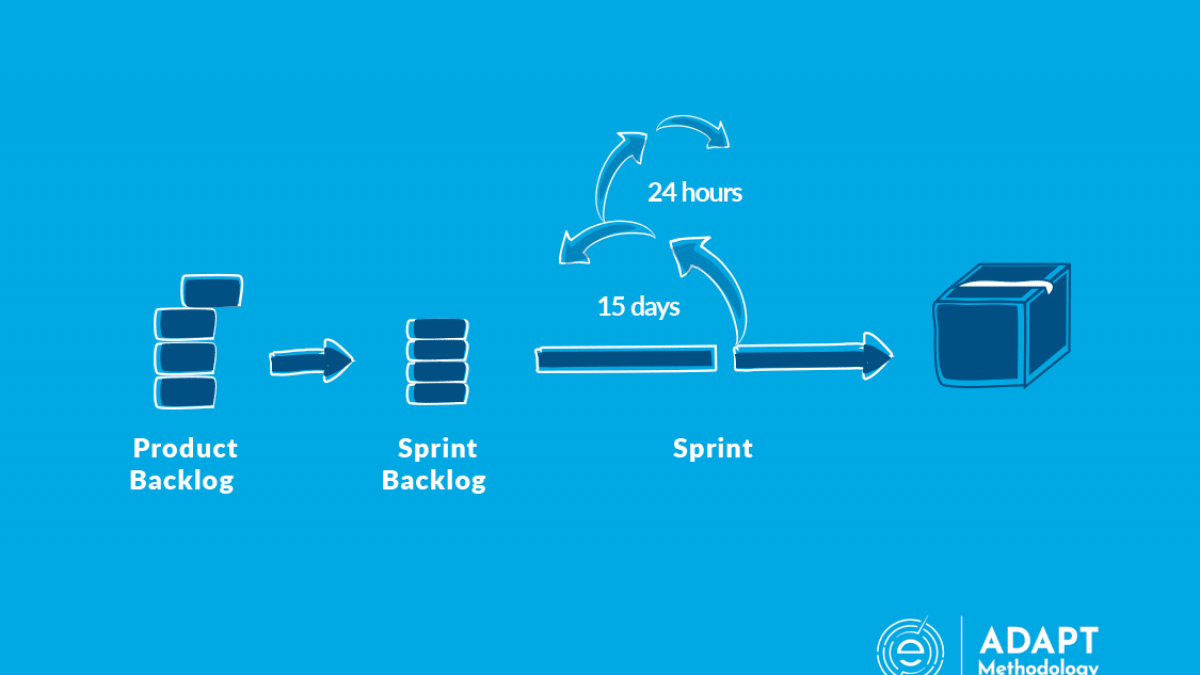 24 hours
15 days
Product
Backlog
Sprint
Backlog
Sprint
ADAPT
Methodology